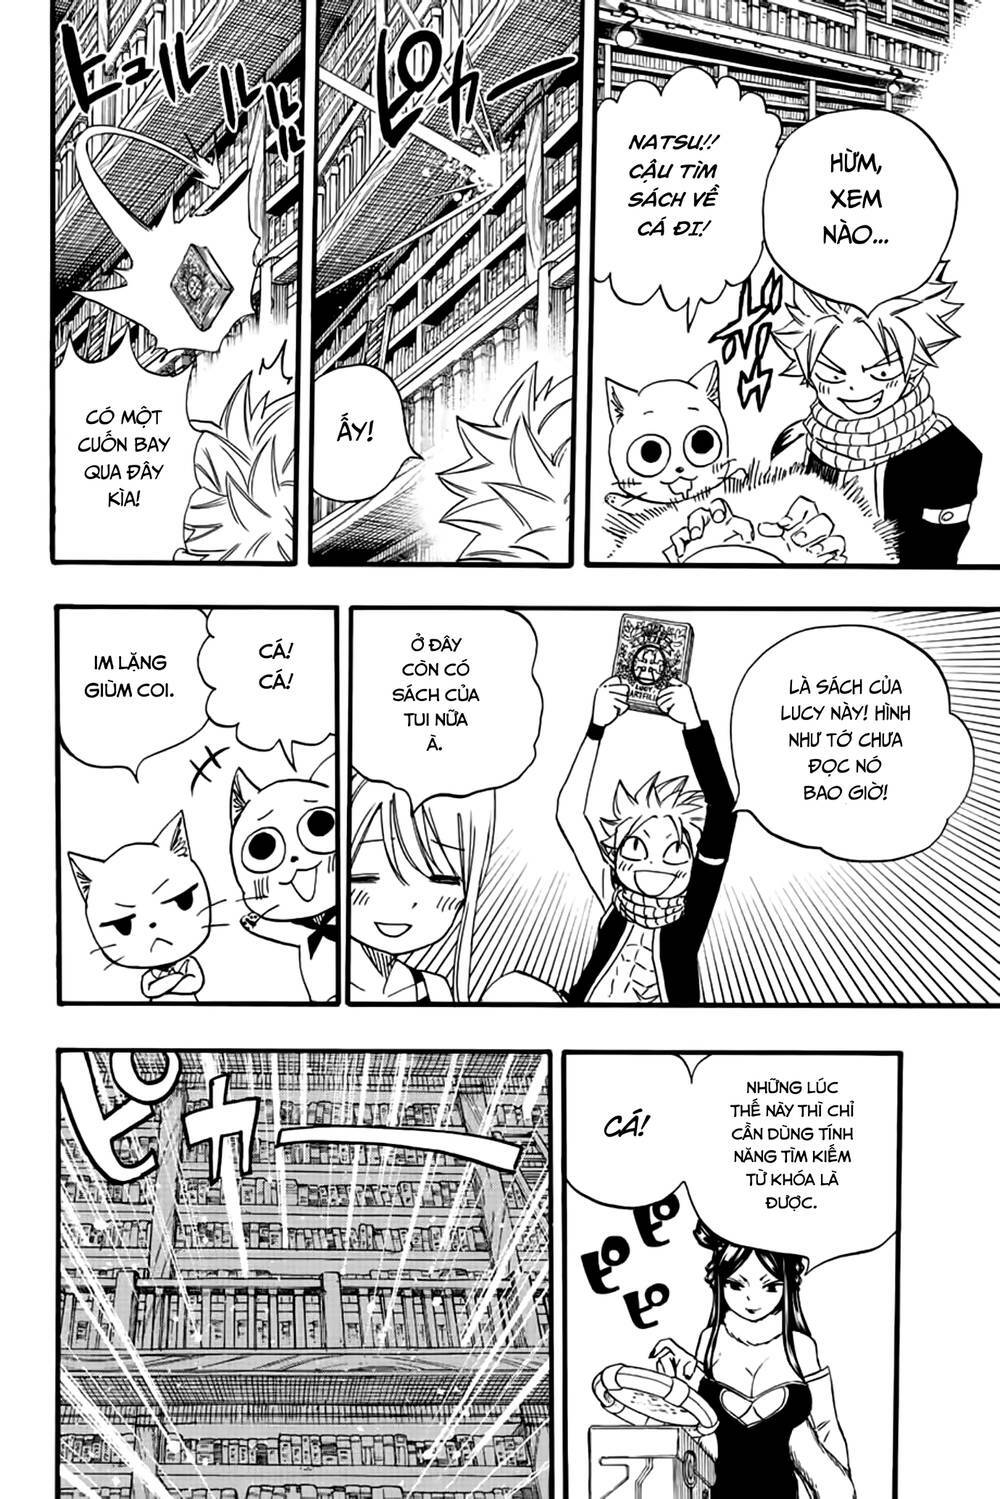 HỪM,
XEM
NÀO...
NATSU!!
CẬU TÌM
SÁCH VỀ
CÁ ĐI!
ピカー
ẤY!
ヒュルルルルル
CÓ MỘT
CUỐN BAY
QUA ĐÂY
KÌA!
LÀ SÁCH CỦA
LUCY NÀY! HÌNH
NHƯ TỚ CHƯA
ĐỌC NÓ
BAO GIỜ!
LUCY
ARTFILIA
Ở ĐÂY
CÒN CÓ
SÁCH CỦA
TUI NỮA
À.
CÁ!
CÁ!
IM LẶNG
GIÙM COI.
NHỮNG LÚC
THẾ NÀY THÌ CHỈ
CẦN DÙNG TÍNH
NĂNG TÌM KIẾM
TỪ KHÓA LÀ
ĐƯỢC.
CÁ!
ピピピピ
ピカー